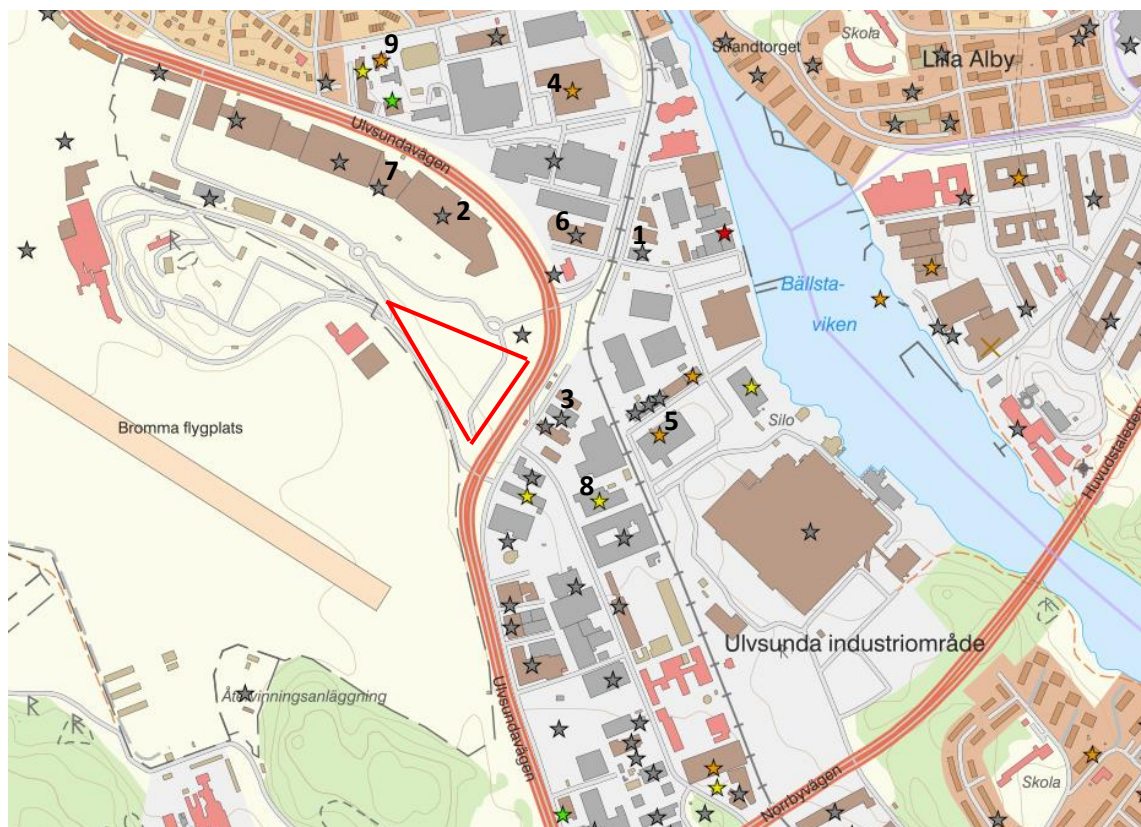 9
Strandtorget
Skola
Lilla Alby
4
Ulvsundavägen
7
2
6
1
Bällsta-
viken
Bromma flygplats
3
5
Silo
8
Huvudstaleden
Ulvsunda industriområde
Återvinningsanläggning
Ulvsundavägen
Norrbyvägen
Skola
R
R
R
R
R